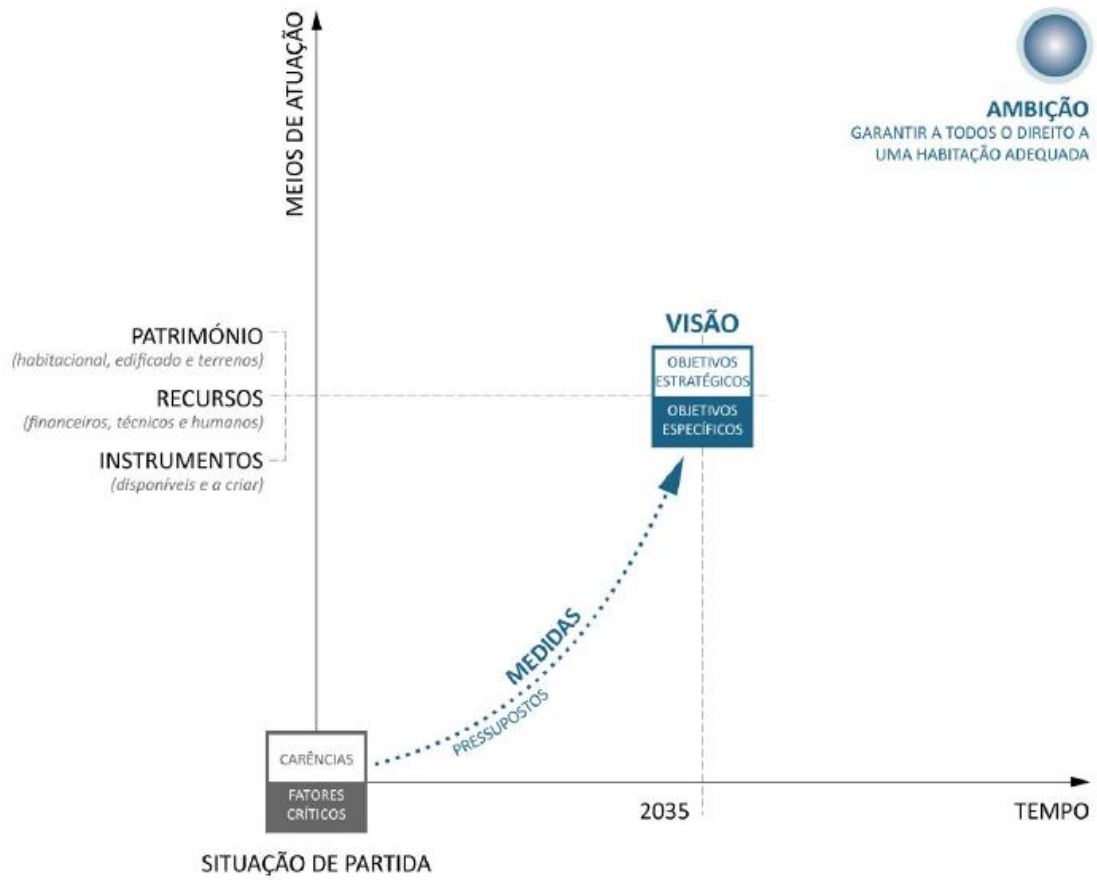 MEIOS DE ATUAÇÃO
AMBIÇÃO
GARANTIR A TODOS O DIREITO A
UMA HABITAÇÃO ADEQUADA
PATRIMÓNIO
(habitacional, edificado e terrenos)
RECURSOS
(financeiros, técnicos e humanos)
INSTRUMENTOS
(disponíveis e a criar)
VISÃO
OBJETIVOS
ESTRATÉGICOS
OBJETIVOS
ESPECÍFICOS
MEDIDAS
PRESSUPOSTOS
CARÊNCIAS
FATORES
CRÍTICOS
2035
TEMPO
SITUAÇÃO DE PARTIDA